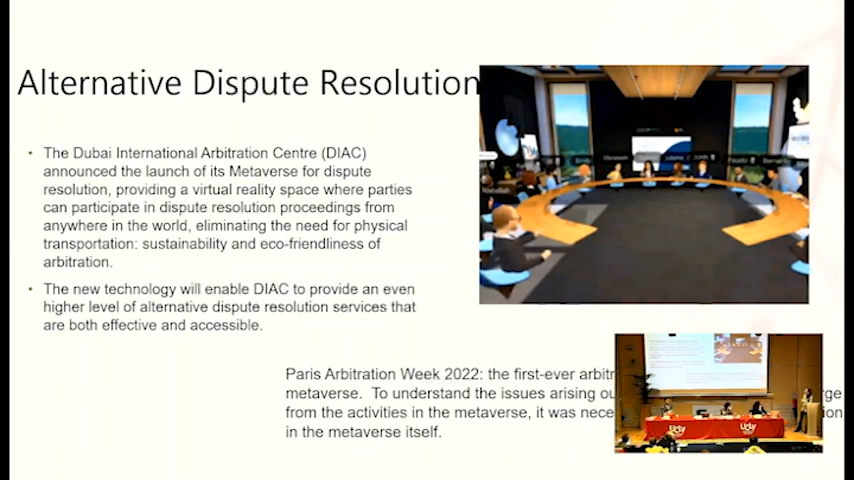 Alternative Dispute Resolution
• The Dubai International Arbitration Centre (DIAC)
announced the launch of its Metaverse for dispute
resolution, providing a virtual reality space where parties
can participate in dispute resolution proceedings from
anywhere in the world, eliminating the need for physical
transportation: sustainability and eco-friendliness of
arbitration.
• The new technology will enable DIAC to provide an even
higher level of alternative dispute resolution services that
are both effective and accessible.
Paris Arbitration Week 2022: the first-ever arbitr
metaverse. To understand the issues arising ou rge
from the activities in the metaverse, it was nece ion
in the metaverse itself.